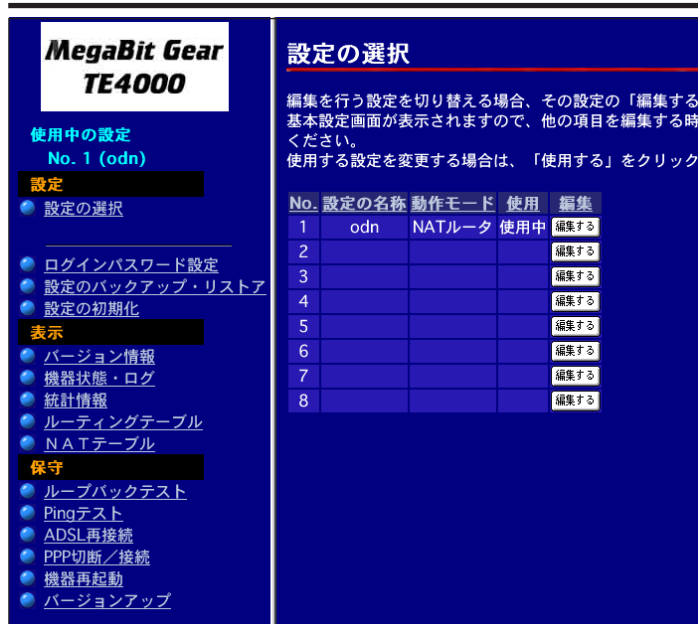 MegaBit Gear
TE4000
使用中の設定
No. 1 (odn)
設定
設定の選択
ログインパスワード設定
設定のバックアップ・リストア
設定の初期化
表示
バージョン情報
機器状態・ログ
統計情報
ルーティングテーブル
ＮＡＴテーブル
保守
ループバックテスト
Pingテスト
ADSL再接続
PPP切断／接続
機器再起動
バージョンアップ
設定の選択
編集を行う設定を切り替える場合、その設定の「編集する
基本設定画面が表示されますので、他の項目を編集する時
ください。
使用する設定を変更する場合は、「使用する」をクリック
No. 設定の名称 動作モード 使用 編集
1 odn NATルータ 使用中 編集する
2 編集する
3 編集する
4 編集する
5 編集する
6 編集する
7 編集する
8 編集する